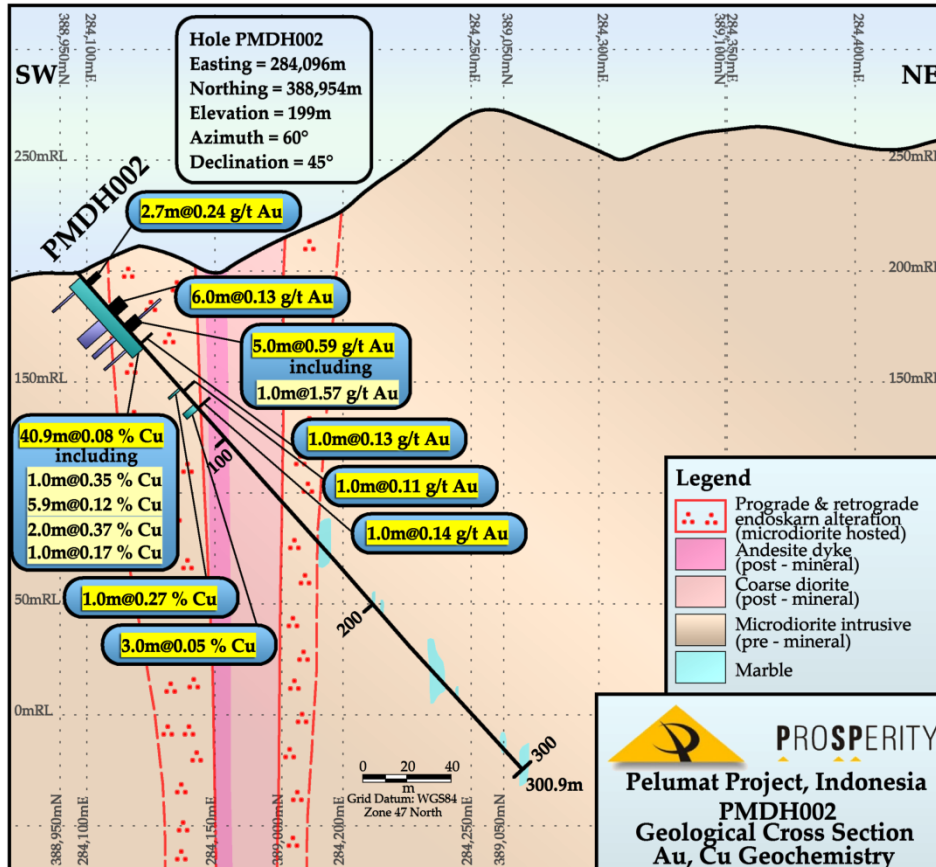 388,950mN
284,100mE
284,250mE
389,050mN
284,300mE
389,100mN
284,350mE
284,400mE
SW
NE
Hole PMDH002
Easting = 284,096m
Northing = 388,954m
Elevation = 199m
Azimuth = 60°
Declination = 45°
250mRL
250mRL
PMDH002
2.7m@0.24 g/t Au
200mRL
200mRL
6.0m@0.13 g/t Au
5.0m@0.59 g/t Au
including
1.0m@1.57 g/t Au
150mRL
150mRL
40.9m@0.08 % Cu
including
1.0m@0.35 % Cu
5.9m@0.12 % Cu
2.0m@0.37 % Cu
1.0m@0.17 % Cu
100
1.0m@0.13 g/t Au
1.0m@0.11 g/t Au
1.0m@0.14 g/t Au
1.0m@0.27 % Cu
3.0m@0.05 % Cu
50mRL
200
0mRL
300
300.9m
Legend
Prograde & retrograde
endoskarn alteration
(microdiorite hosted)
Andesite dyke
(post - mineral)
Coarse diorite
(post - mineral)
Microdiorite intrusive
(pre - mineral)
Marble
0 20 40
m
Grid Datum: WGS84
Zone 47 North
388,950mN
284,100mE
284,150mE
389,000mN
284,200mE
284,250mE
389,050mN
PROSPERITY
Pelumat Project, Indonesia
PMDH002
Geological Cross Section
Au, Cu Geochemistry